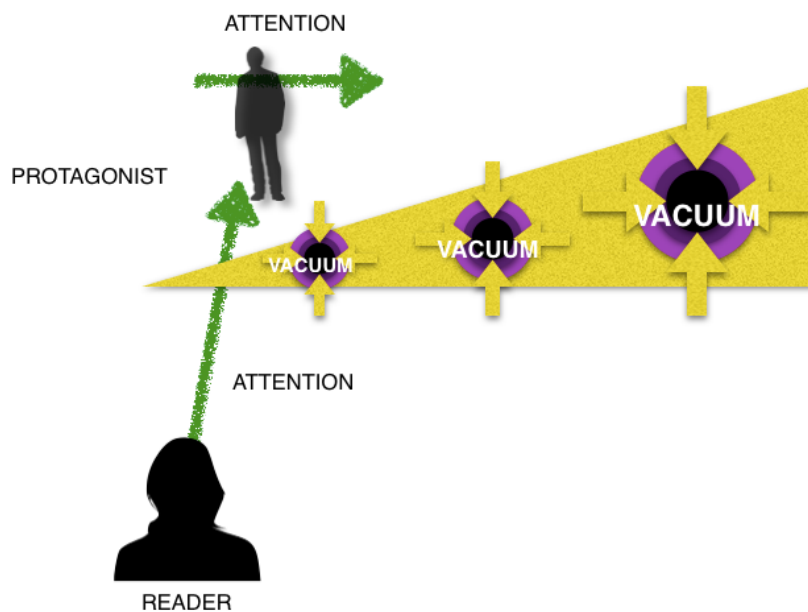 ATTENTION
PROTAGONIST
VACUUM
VACUUM
VACUUM
ATTENTION
READER